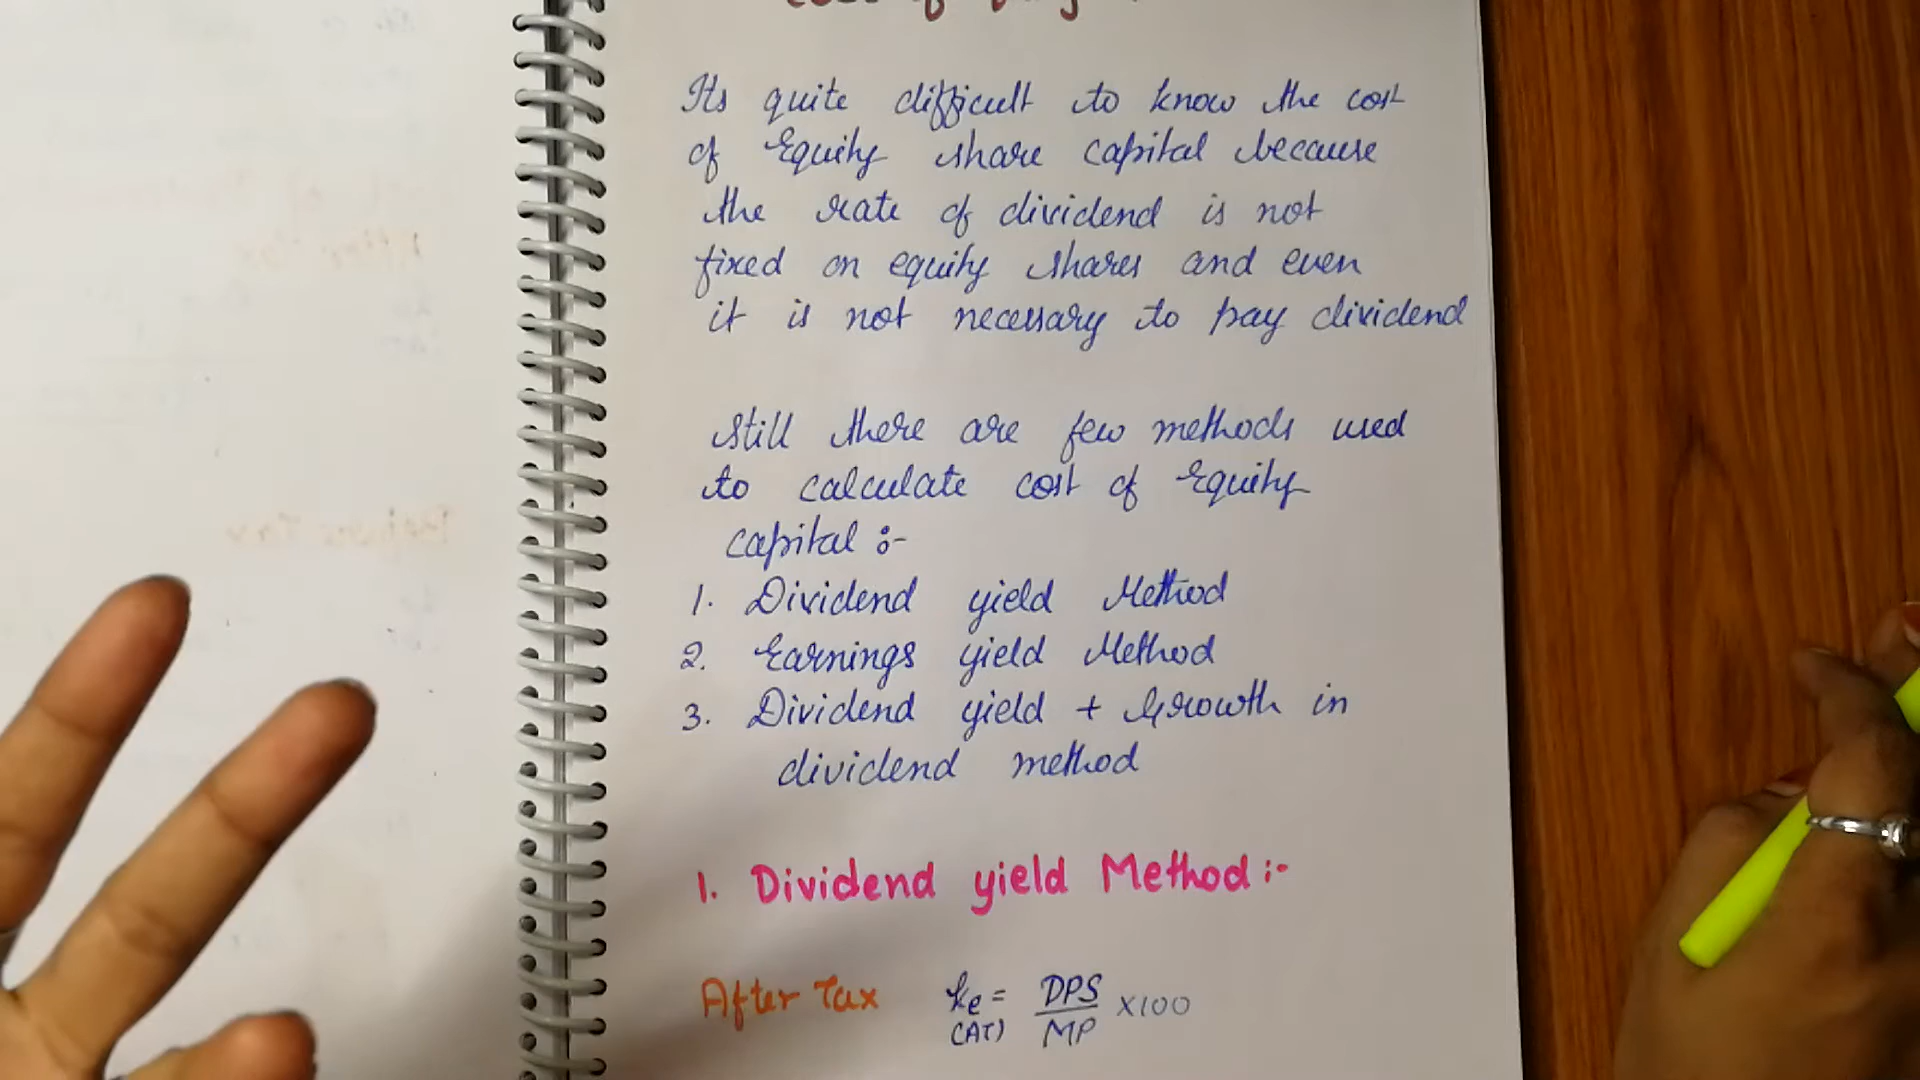 Its quite difficult to know the cost
of Equity share capital because
the rate of dividend is not
fixed on equity shares and even
it is not necessary to pay dividend
Still there are few methods used
to calculate cost of Equity
capital :-
1. Dividend yield Method
2. Earnings yield Method
3. Dividend yield + Growth in
dividend method
1. Dividend yield Method :-
After Tax Ke = DPS/MP X100
(AT)